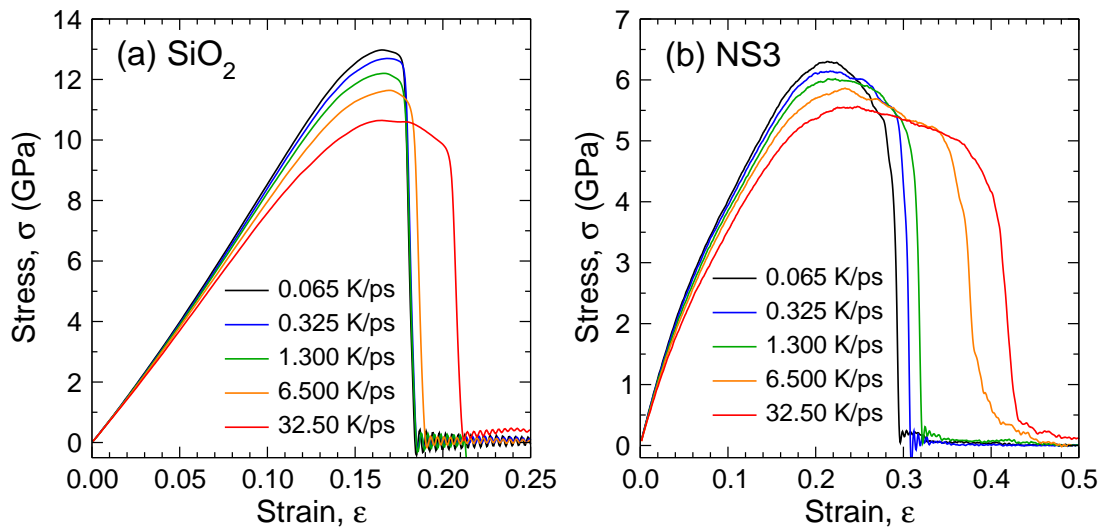 (a) SiO2
Stress, σ (GPa)
14
12
10
8
6
4
2
0
0.065 K/ps
0.325 K/ps
1.300 K/ps
6.500 K/ps
32.50 K/ps
0.00 0.05 0.10 0.15 0.20 0.25
Strain, ε
(b) NS3
Stress, σ (GPa)
7
6
5
4
3
2
1
0
0.065 K/ps
0.325 K/ps
1.300 K/ps
6.500 K/ps
32.50 K/ps
0.0 0.1 0.2 0.3 0.4 0.5
Strain, ε